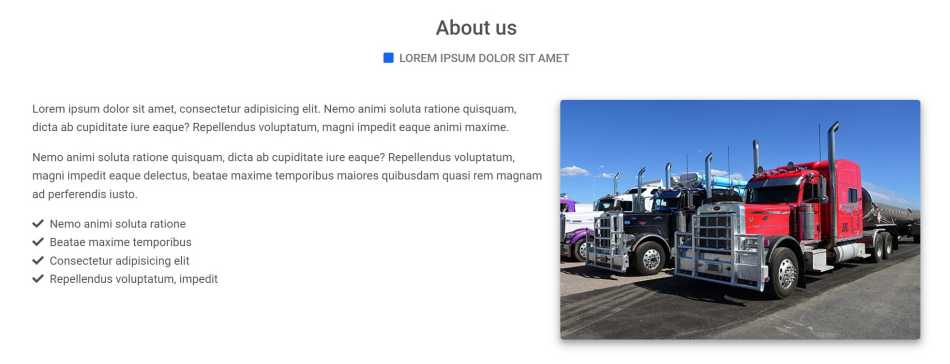 About us
LOREM IPSUM DOLOR SIT AMET
Lorem ipsum dolor sit amet, consectetur adipisicing elit. Nemo animi soluta ratione quisquam,
dicta ab cupiditate iure eaque? Repellendus voluptatum, magni impedit eaque animi maxime.
Nemo animi soluta ratione quisquam, dicta ab cupiditate iure eaque? Repellendus voluptatum,
magni impedit eaque delectus, beatae maxime temporibus maiores quibusdam quasi rem magnam
ad perferendis iusto.
Nemo animi soluta ratione
Beatae maxime temporibus
Consectetur adipisicing elit
Repellendus voluptatum, impedit